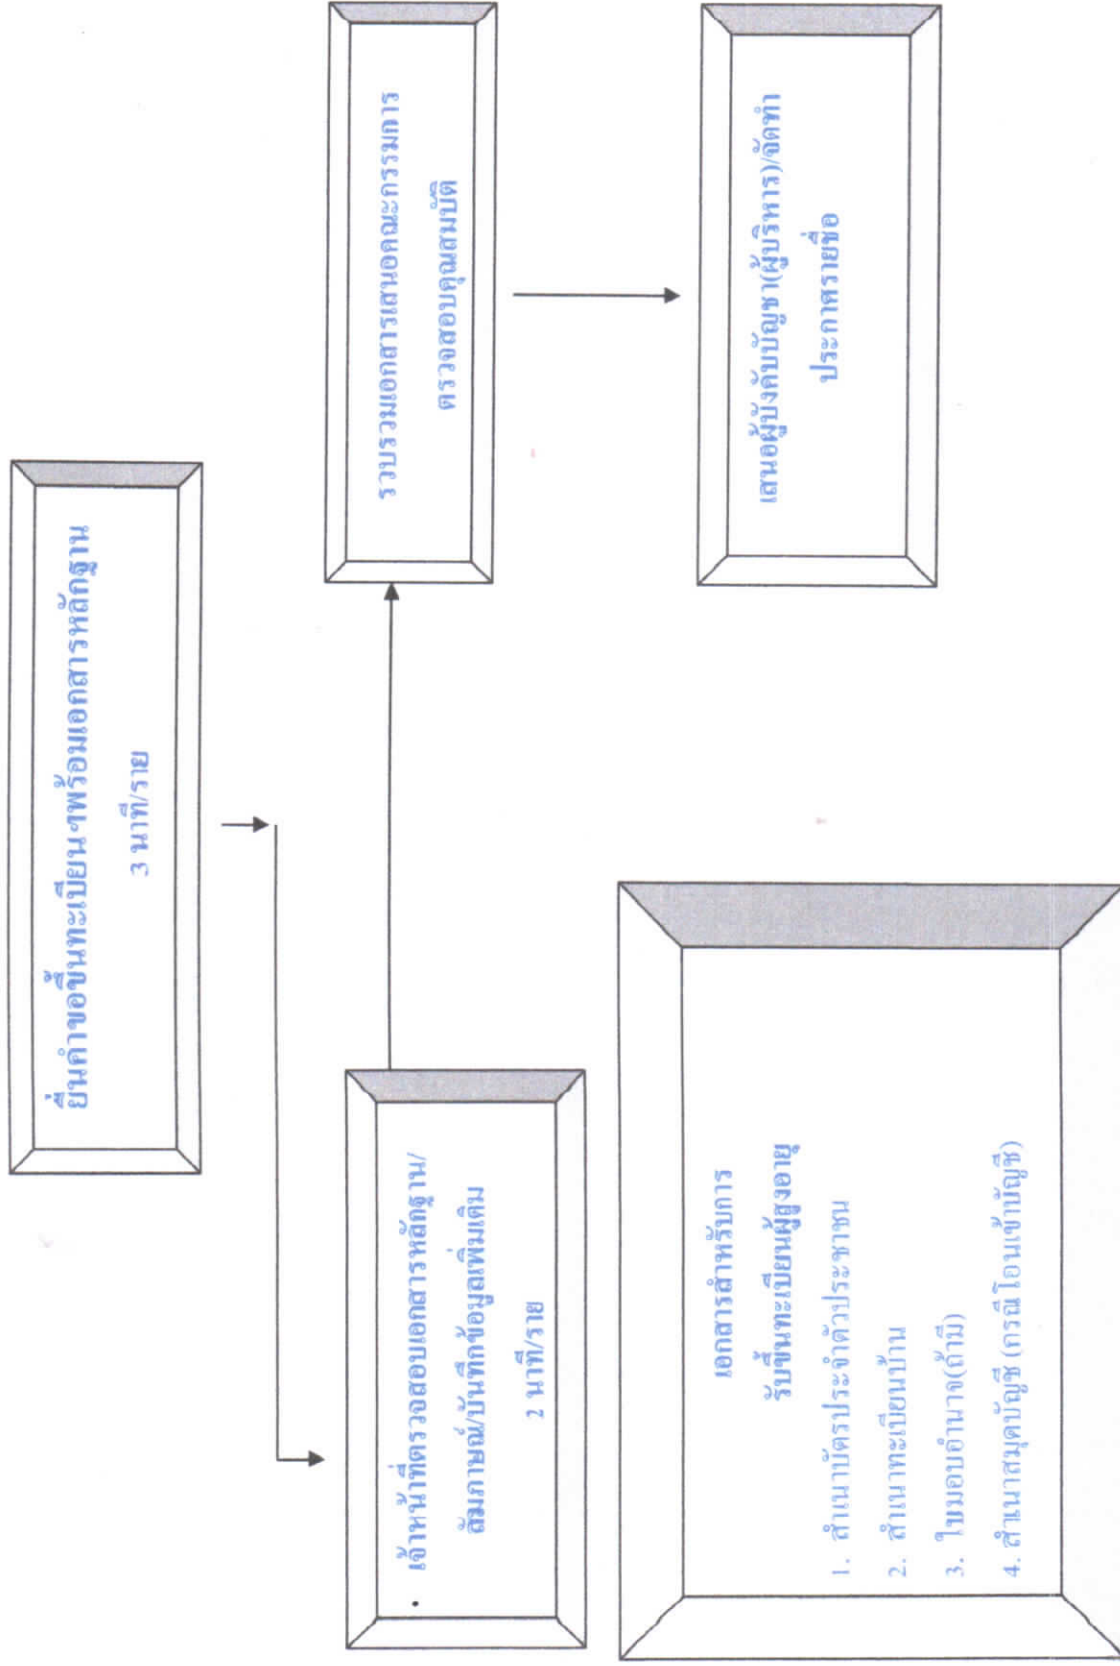 ยื่นคำขอขึ้นทะเบียนฯพร้อมเอกสารหลักฐาน
3 นาที/ราย
เจ้าหน้าที่ตรวจสอบเอกสารหลักฐาน/
สัมภาษณ์/บันทึกข้อมูลเพิ่มเติม
2 นาที/ราย
รวบรวมเอกสารเสนอคณะกรรมการ
ตรวจสอบคุณสมบัติ
เสนอผู้บังคับบัญชา(ผู้บริหาร)/จัดทำ
ประกาศรายชื่อ
เอกสารสำหรับการ
รับขึ้นทะเบียนผู้สูงอายุ
1. สำเนาบัตรประจำตัวประชาชน
2. สำเนาทะเบียนบ้าน
3. ใบมอบอำนาจ(ถ้ามี)
4. สำเนาสมุดบัญชี (กรณีโอนเข้าบัญชี)